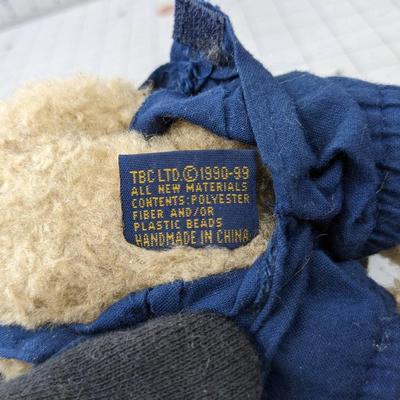 TBC LTD.©1990-99
ALL NEW MATERIALS
CONTENTS: POLYESTER
FIBER AND/OR
PLASTIC BEADS
HANDMADE IN CHINA